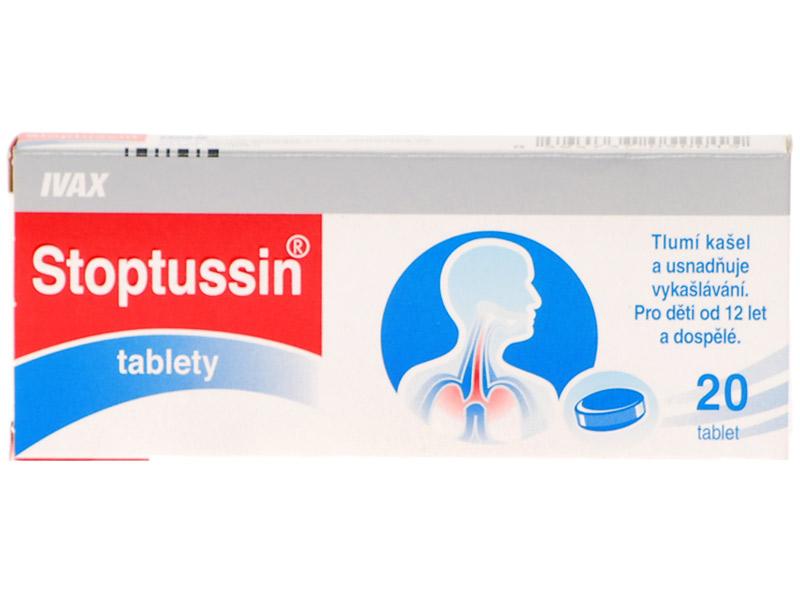 IVAX
Stoptussin®
tablety
Tlumí kašel
a usnadňuje
vykašlávání.
Pro děti od 12 let
a dospělé.
20
tablet